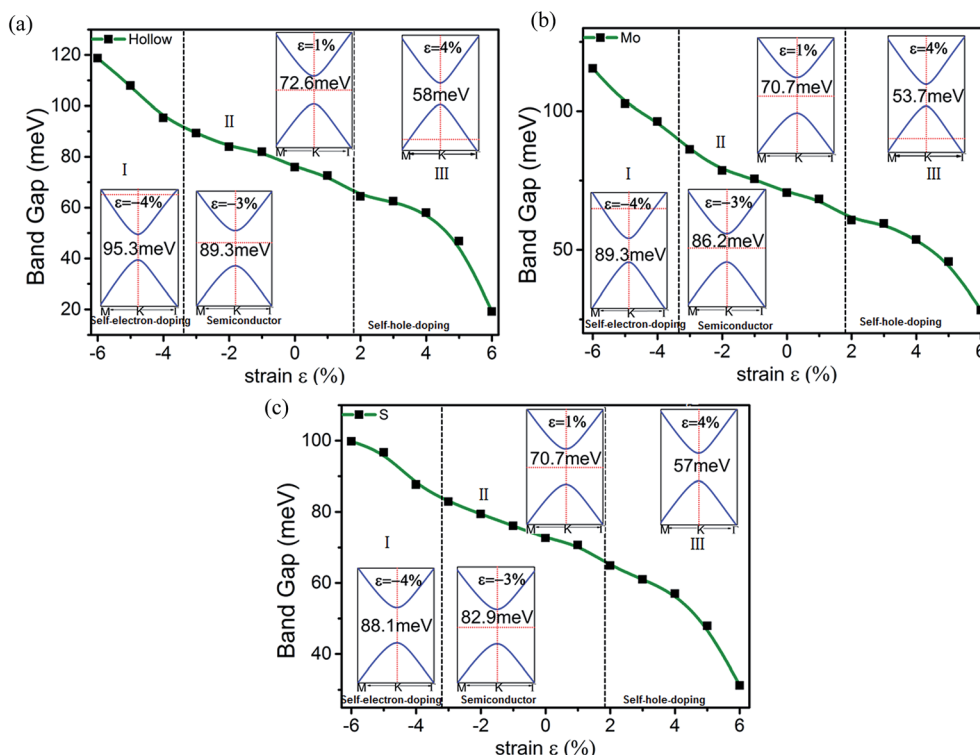 (a)
Hollow
Band Gap (meV)
120
100
80
60
40
20
ε=1%
72.6meV
M K Γ
ε=4%
58meV
M K Γ
I
II
III
ε=−4%
95.3meV
M K Γ
Self-electron-doping
ε=−3%
89.3meV
M K Γ
Semiconductor
Self-hole-doping
-6 -4 -2 0 2 4 6
strain ε (%)
(b)
Mo
Band Gap (meV)
100
50
ε=1%
70.7meV
M K Γ
ε=4%
53.7meV
M K Γ
I
II
III
ε=−4%
89.3meV
M K Γ
Self-electron-doping
ε=−3%
86.2meV
M K Γ
Semiconductor
Self-hole-doping
-6 -4 -2 0 2 4 6
strain ε (%)
(c)
S
Band Gap (meV)
100
80
60
40
ε=1%
70.7meV
M K Γ
ε=4%
57meV
M K Γ
I
II
III
ε=−4%
88.1meV
M K Γ
Self-electron-doping
ε=−3%
82.9meV
M K Γ
Semiconductor
Self-hole-doping
-6 -4 -2 0 2 4 6
strain ε (%)